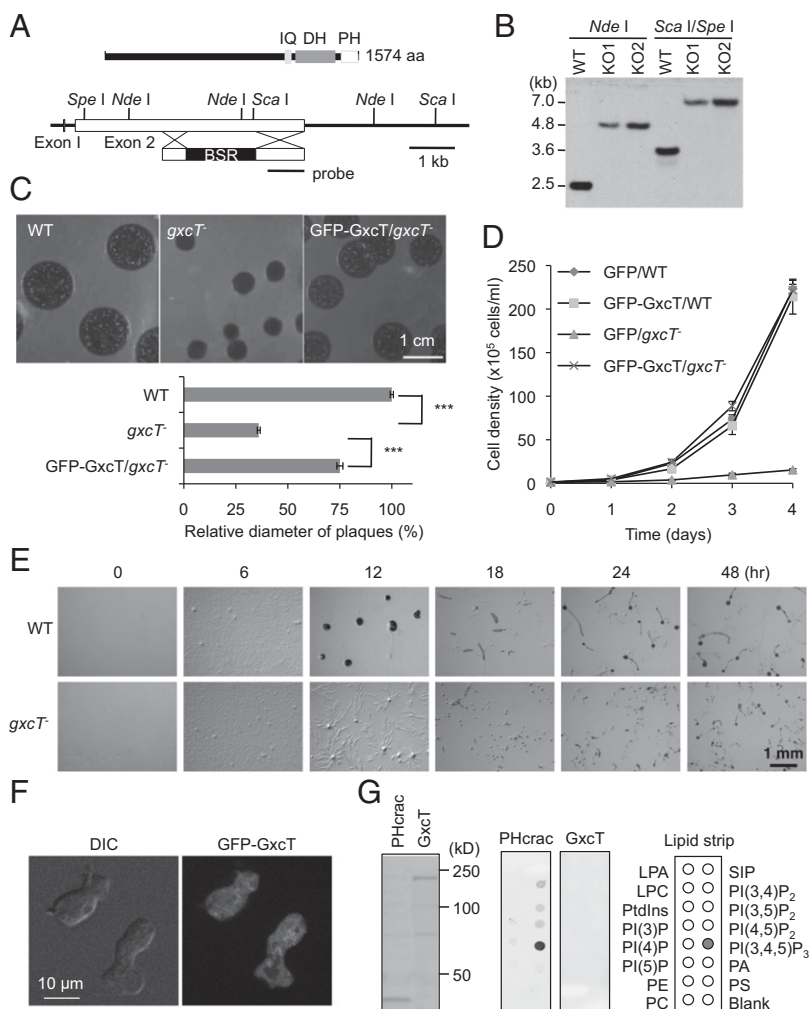 A
IQ DH PH
1574 aa
Spe I Nde I Nde I Sca I Nde I Sca I
Exon I Exon 2
BSR
probe
1 kb
B
Nde I Sca I/Spe I
WT KO1 KO2 WT KO1 KO2
(kb)
7.0
4.8
3.6
2.5
C
WT gxcT- GFP-GxcT/gxcT-
1 cm
WT
***
gxcT-
***
GFP-GxcT/gxcT-
0 25 50 75 100
Relative diameter of plaques (%)
D
250
200
150
100
50
0
Cell density (x10⁵ cells/ml)
GFP/WT
GFP-GxcT/WT
GFP/gxcT-
GFP-GxcT/gxcT-
0 1 2 3 4
Time (days)
E
0 6 12 18 24 48 (hr)
WT
gxcT-
1 mm
F
DIC GFP-GxcT
10 µm
G
PHcrac GxcT
(kD)
250
100
50
PHcrac GxcT
Lipid strip
LPA SIP
LPC PI(3,4)P₂
PtdIns PI(3,5)P₂
PI(3)P PI(4,5)P₂
PI(4)P PI(3,4,5)P₃
PI(5)P PA
PE PS
PC Blank